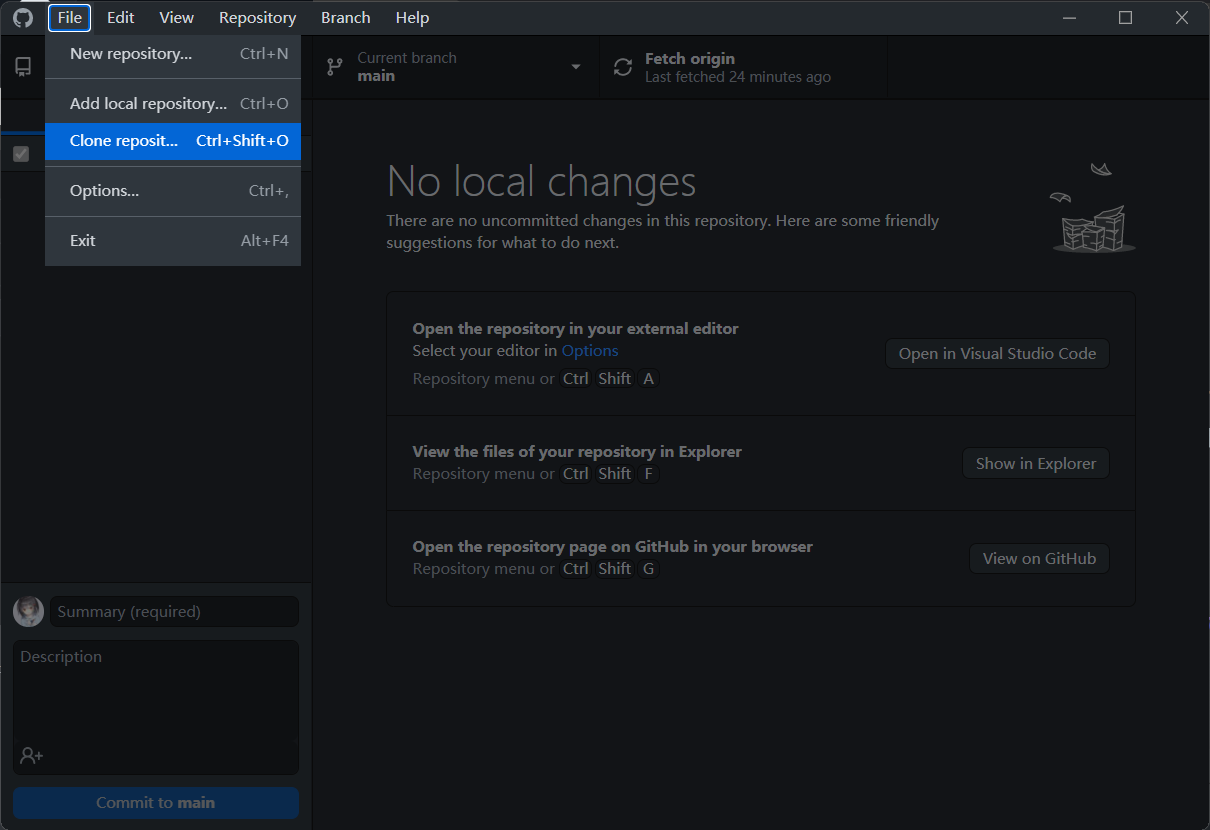 File Edit View Repository Branch Help
New repository... Ctrl+N
Add local repository... Ctrl+O
Clone reposit... Ctrl+Shift+O
Options... Ctrl+,
Exit Alt+F4
Current branch
main
Fetch origin
Last fetched 24 minutes ago
No local changes
There are no uncommitted changes in this repository. Here are some friendly
suggestions for what to do next.
Open the repository in your external editor
Select your editor in Options
Repository menu or Ctrl Shift A
Open in Visual Studio Code
View the files of your repository in Explorer
Repository menu or Ctrl Shift F
Show in Explorer
Open the repository page on GitHub in your browser
Repository menu or Ctrl Shift G
View on GitHub
Summary (required)
Description
Commit to main